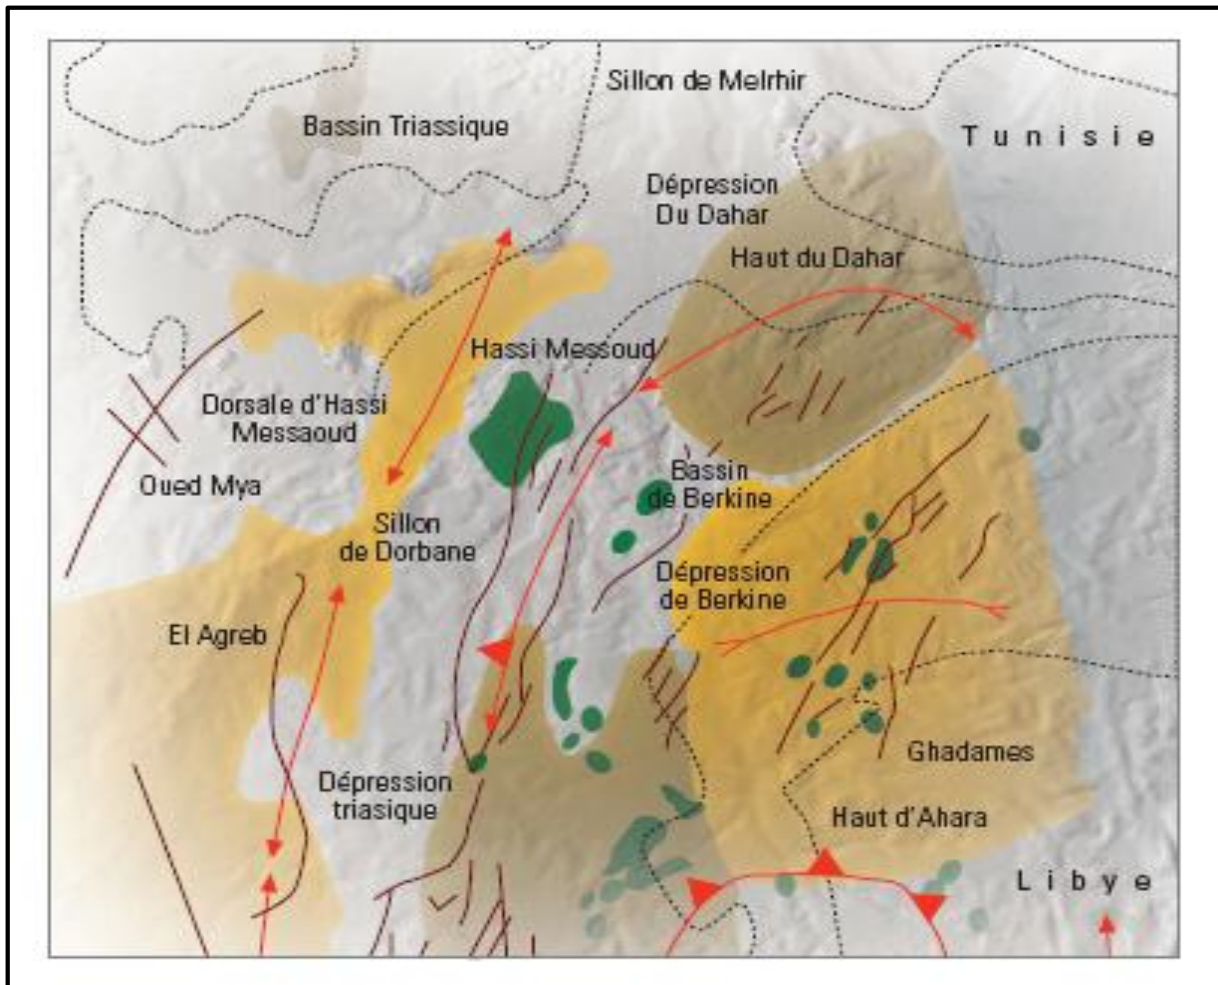 Sillon de Melrhir
Bassin Triassique
Tunisie
Dépression
Du Dahar
Haut du Dahar
Hassi Messoud
Dorsale d'Hassi
Messaoud
Oued Mya
Bassin
de Berkine
Sillon
de Dorbane
Dépression
de Berkine
El Agreb
Ghadames
Dépression
triasique
Haut d'Ahara
Libye